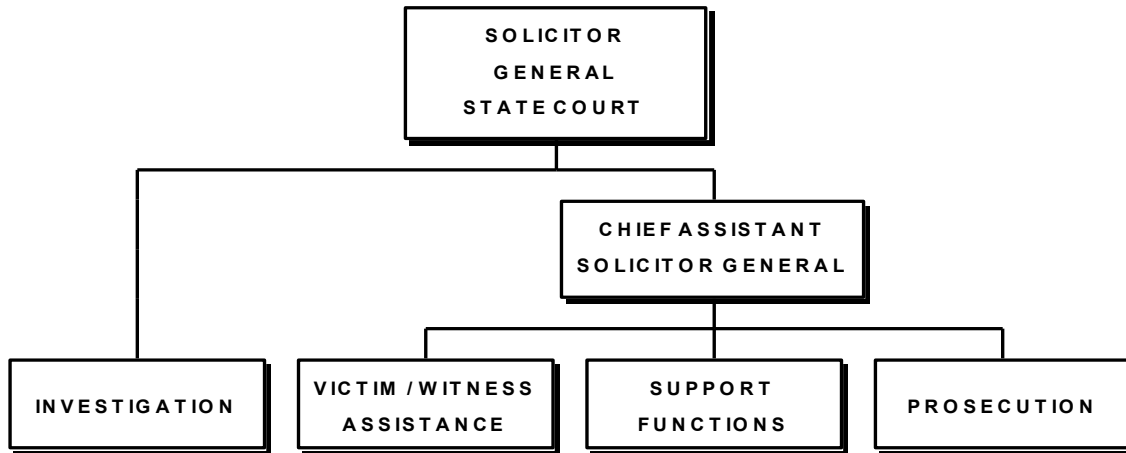 SOLICITOR
GENERAL
STATE COURT
CHIEF ASSISTANT
SOLICITOR GENERAL
INVESTIGATION
VICTIM / WITNESS
ASSISTANCE
SUPPORT
FUNCTIONS
PROSECUTION